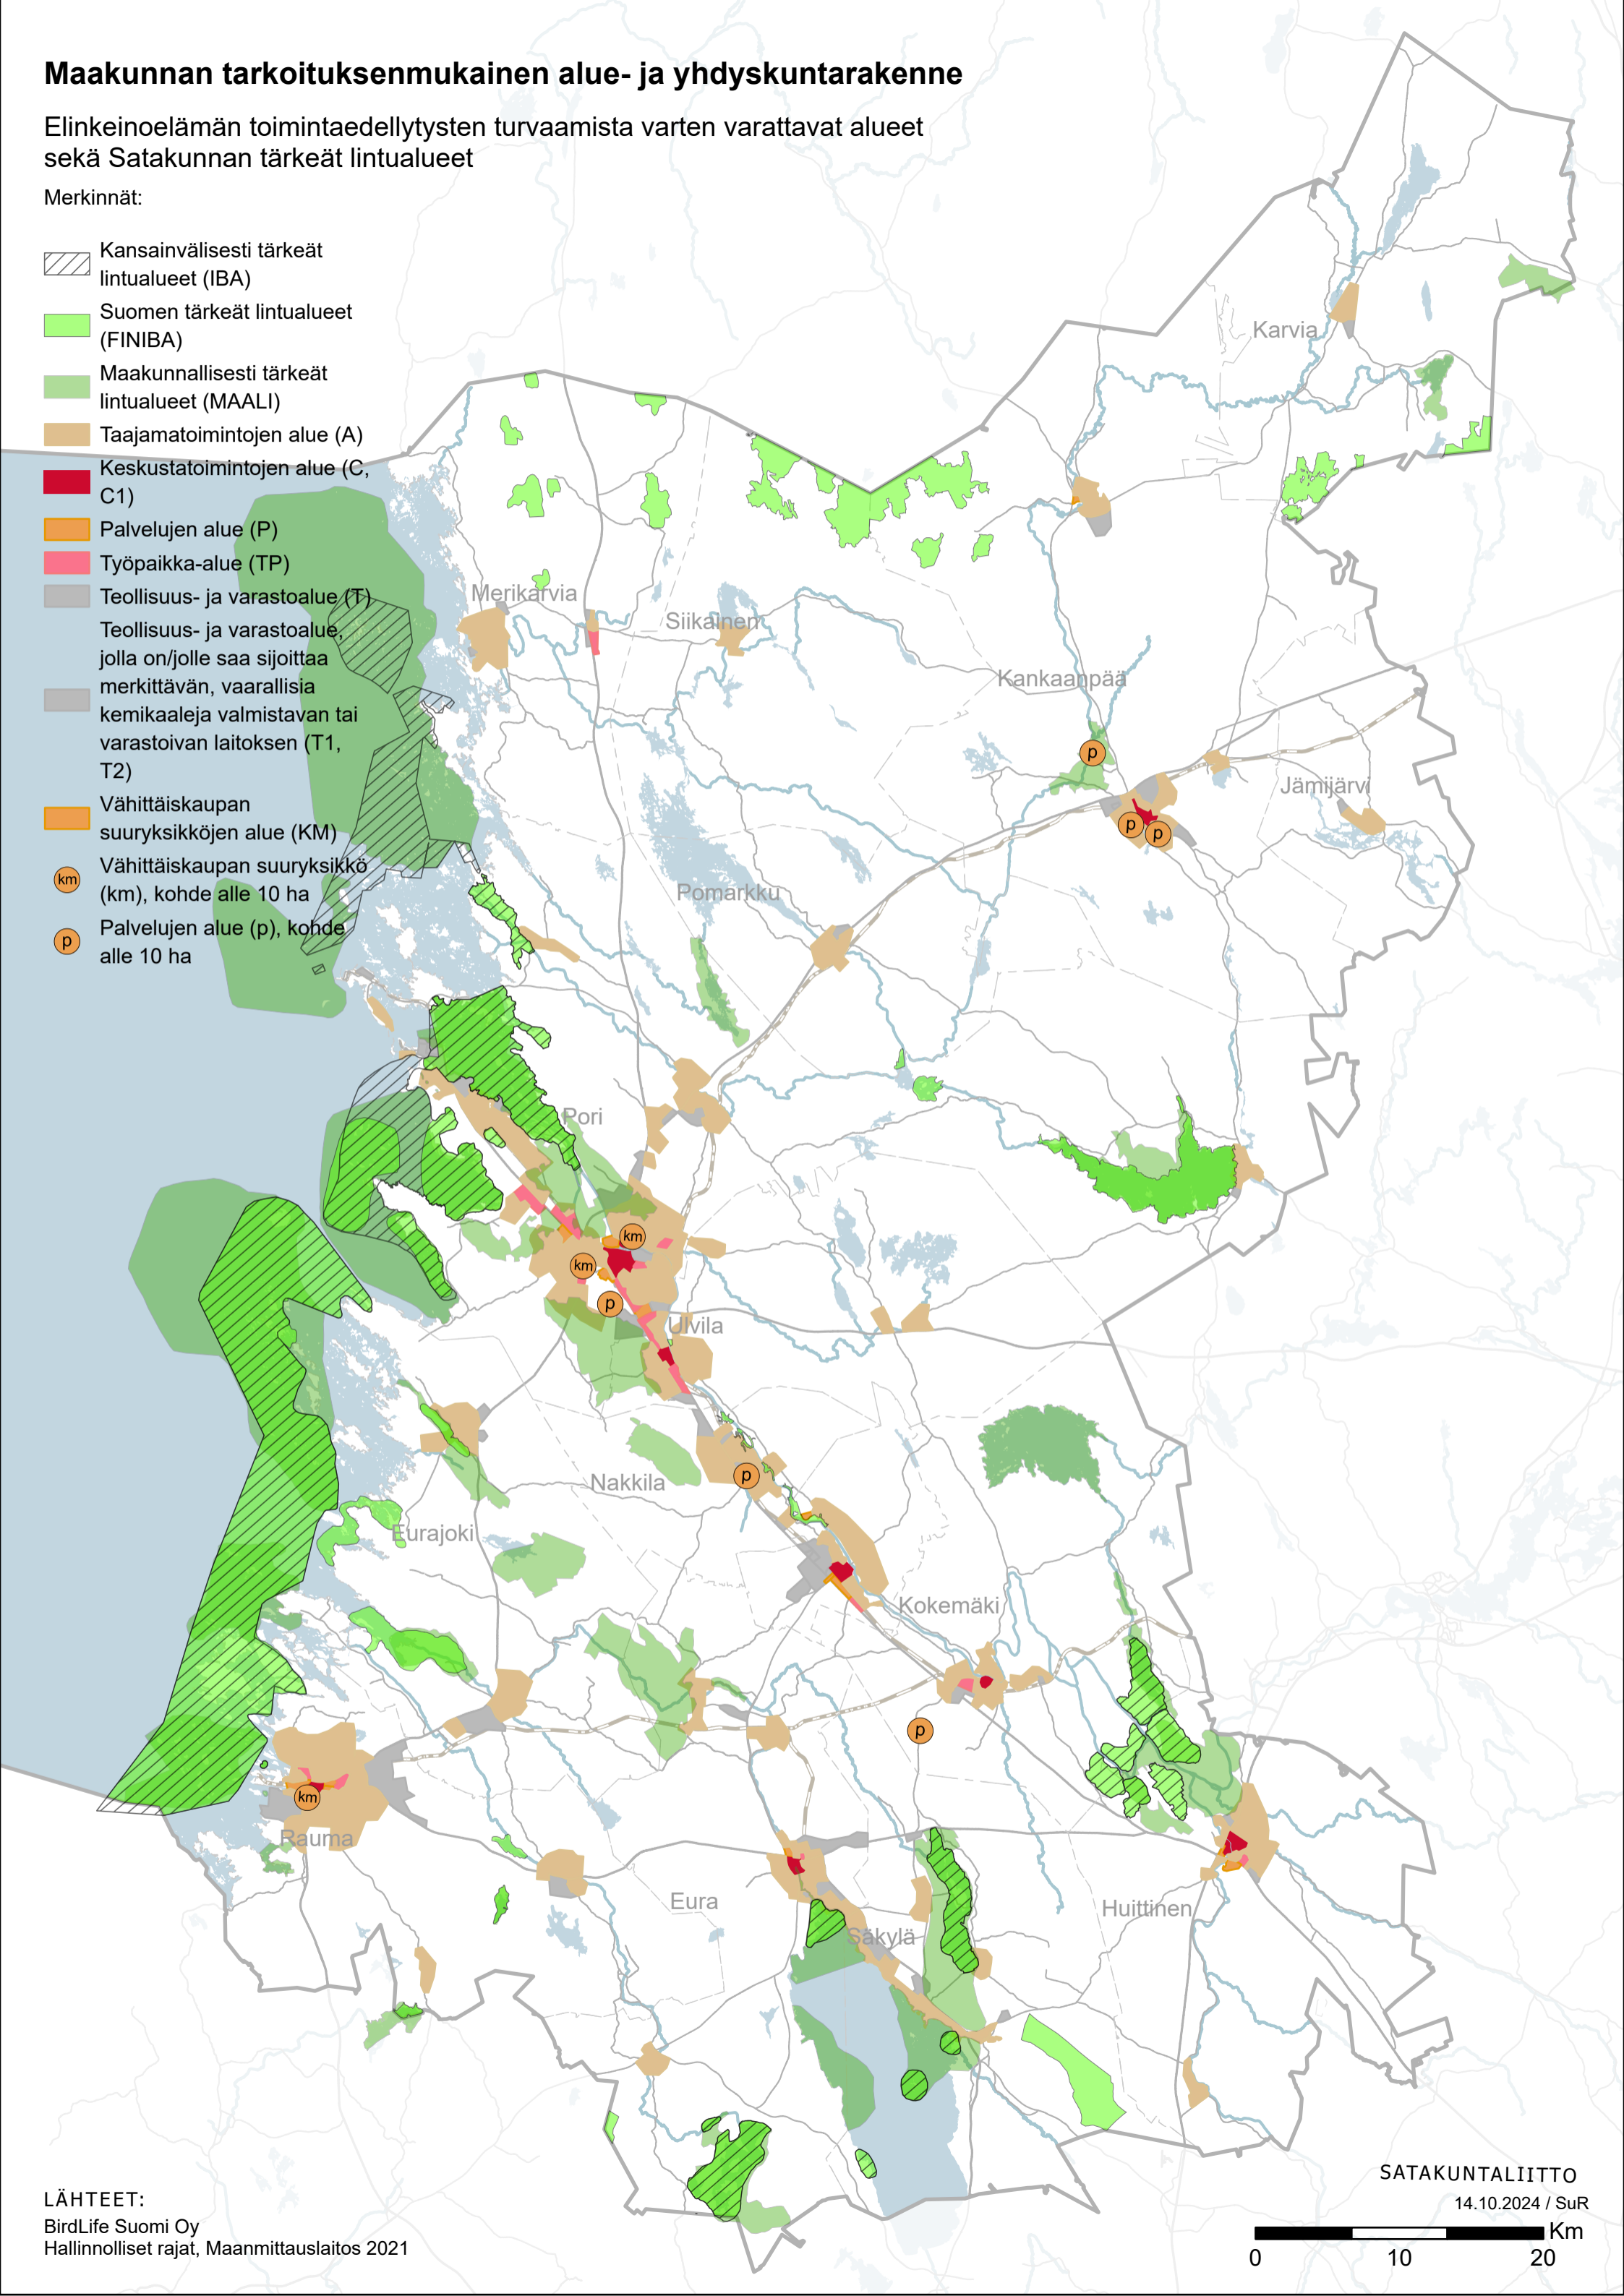 Maakunnan tarkoituksenmukainen alue- ja yhdyskuntarakenne
Elinkeinoelämän toimintaedellytysten turvaamista varten varattavat alueet
sekä Satakunnan tärkeät lintualueet
Merkinnät:
Kansainvälisesti tärkeät
lintualueet (IBA)
Suomen tärkeät lintualueet
(FINIBA)
Maakunnallisesti tärkeät
lintualueet (MAALI)
Taajamatoimintojen alue (A)
Keskustatoimintojen alue (C,
C1)
Palvelujen alue (P)
Työpaikka-alue (TP)
Teollisuus- ja varastoalue (T)
Teollisuus- ja varastoalue,
jolla on/jolle saa sijoittaa
merkittävän, vaarallisia
kemikaaleja valmistavan tai
varastoivan laitoksen (T1,
T2)
Vähittäiskaupan
suuryksikköjen alue (KM)
km
Vähittäiskaupan suuryksikkö
(km), kohde alle 10 ha
p
Palvelujen alue (p), kohde
alle 10 ha
Karvia
Merikarvia
Siikainen
Kankaanpää
p
Jämijärvi
p
p
Pomarkku
Pori
km
km
p
Ulvila
p
Nakkila
Eurajoki
Kokemäki
p
km
Rauma
Eura
Huittinen
Säkylä
LÄHTEET:
BirdLife Suomi Oy
Hallinnolliset rajat, Maanmittauslaitos 2021
SATAKUNTALIITTO
14.10.2024 / SuR
Km
0 10 20